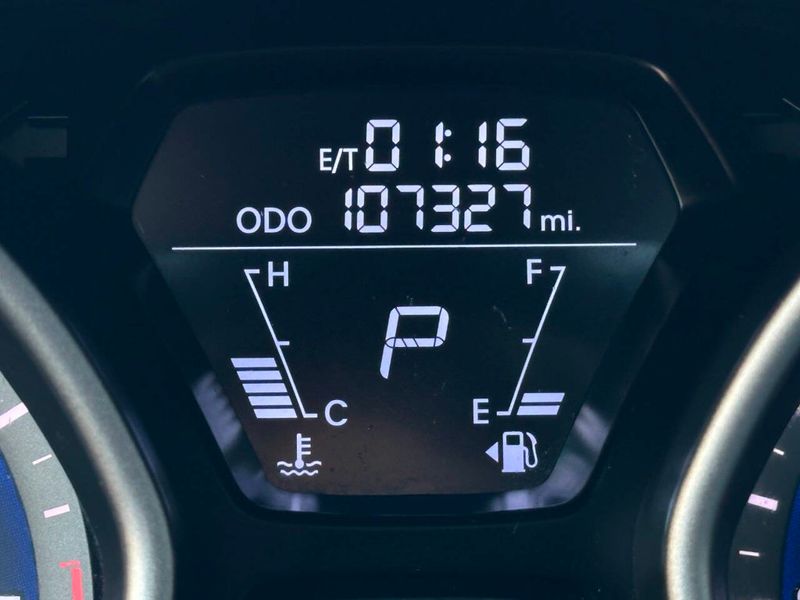 E/T 01:16
ODO 107327 mi.
H F
P
C E